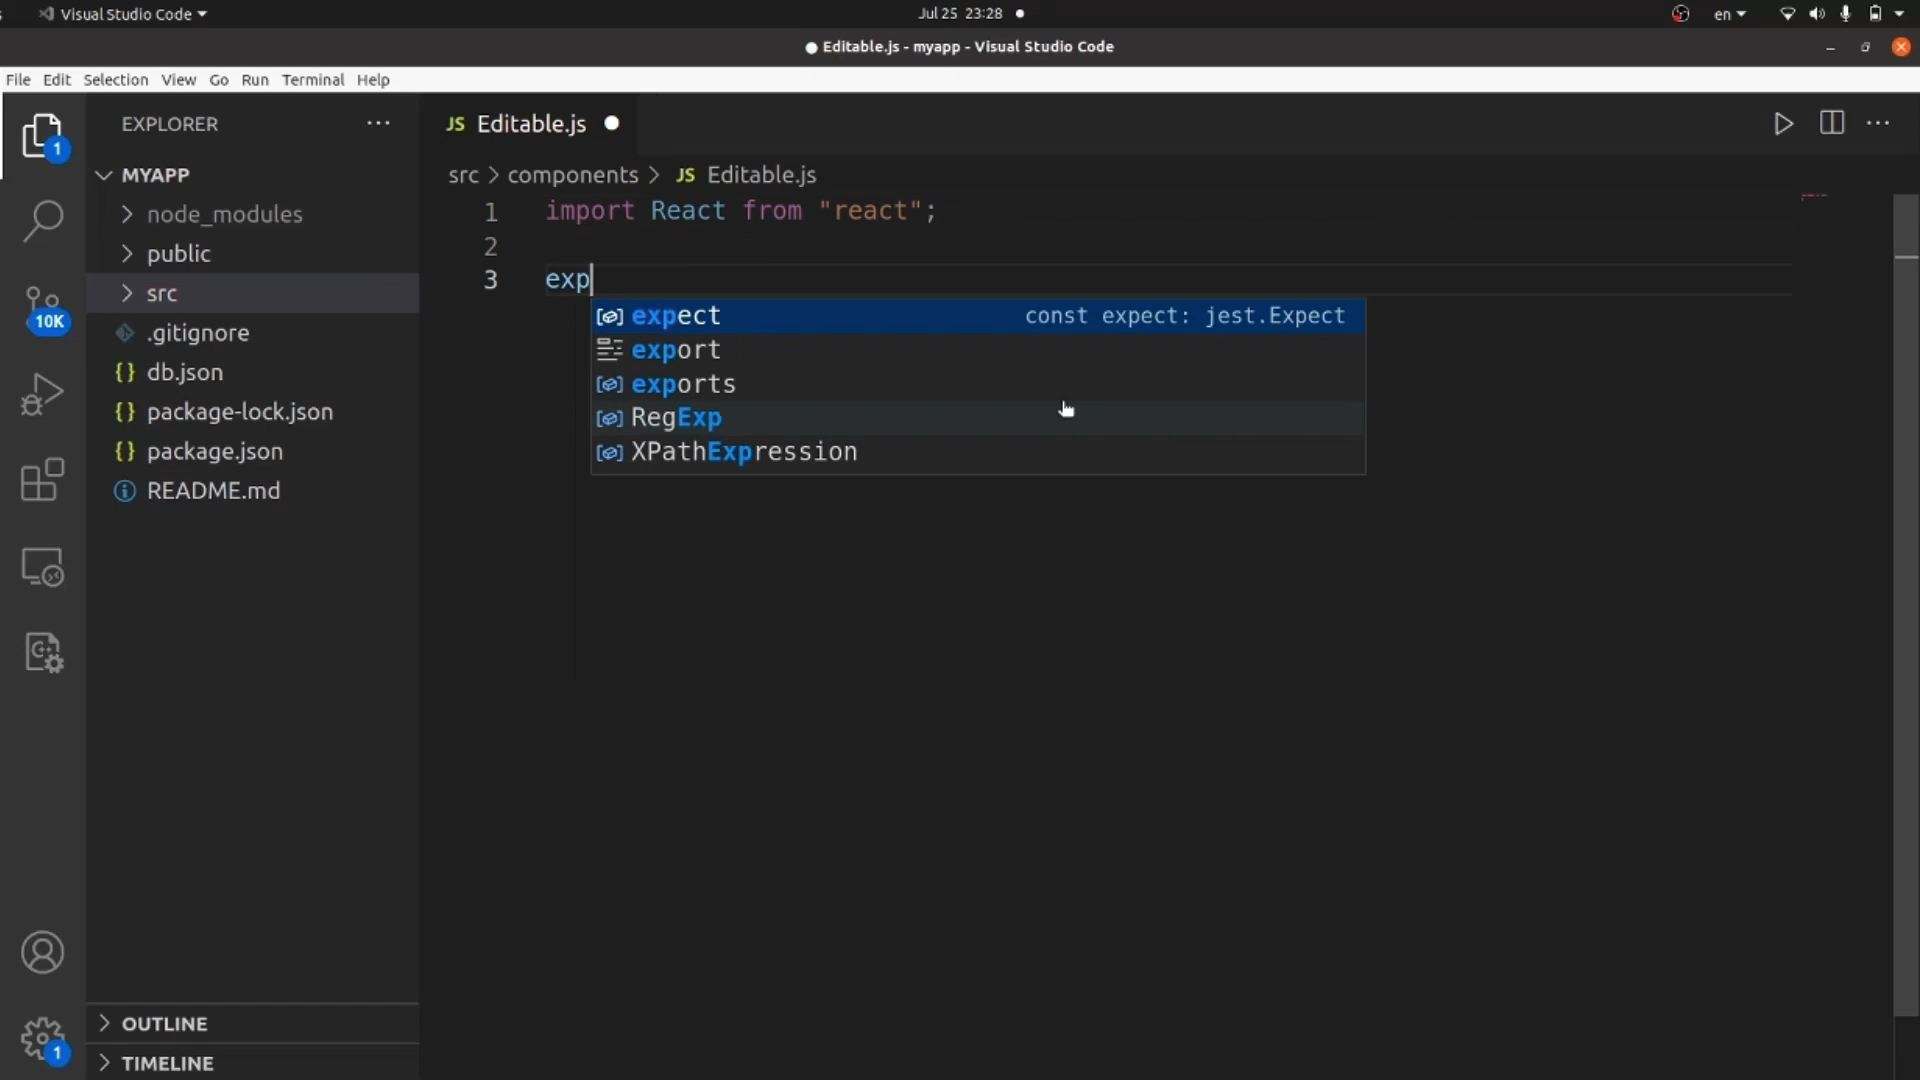 Visual Studio Code
Jul 25 23:28
en
Editable.js - myapp - Visual Studio Code
File Edit Selection View Go Run Terminal Help
1
EXPLORER
JS Editable.js
MYAPP
src > components > JS Editable.js
node_modules
1 import React from "react";
public
2
src
3 exp
10K
expect const expect: jest.Expect
.gitignore
export
{} db.json
exports
{} package-lock.json
RegExp
{} package.json
XPathExpression
README.md
OUTLINE
1
TIMELINE